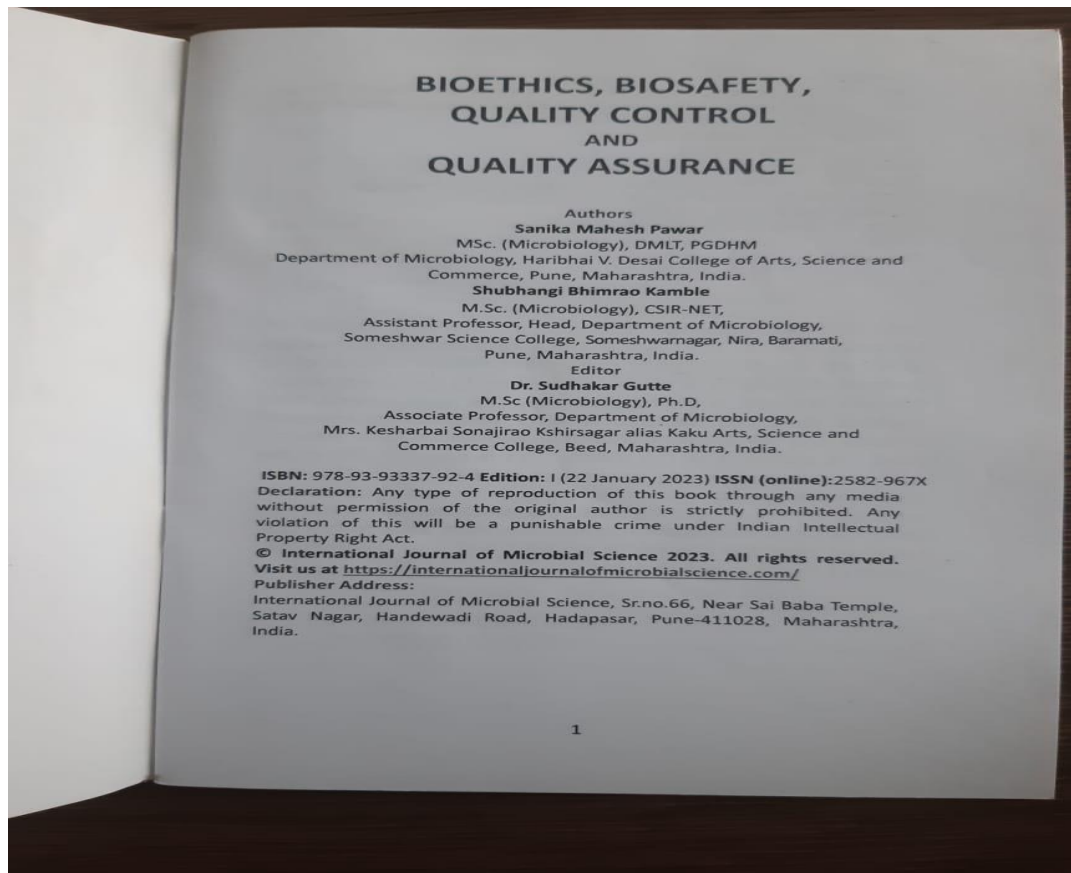 BIOETHICS, BIOSAFETY,
QUALITY CONTROL
AND
QUALITY ASSURANCE
Authors
Sanika Mahesh Pawar
MSc. (Microbiology), DMLT, PGDHM
Department of Microbiology, Haribhai V. Desai College of Arts, Science and
Commerce, Pune, Maharashtra, India.
Shubhangi Bhimrao Kamble
M.Sc. (Microbiology), CSIR-NET,
Assistant Professor, Head, Department of Microbiology,
Someshwar Science College, Someshwarnagar, Nira, Baramati,
Pune, Maharashtra, India.
Editor
Dr. Sudhakar Gutte
M.Sc (Microbiology), Ph.D,
Associate Professor, Department of Microbiology,
Mrs. Kesharbai Sonajirao Kshirsagar alias Kaku Arts, Science and
Commerce College, Beed, Maharashtra, India.
ISBN: 978-93-93337-92-4 Edition: I (22 January 2023) ISSN (online):2582-967X
Declaration: Any type of reproduction of this book through any media
without permission of the original author is strictly prohibited. Any
violation of this will be a punishable crime under Indian Intellectual
Property Right Act.
© International Journal of Microbial Science 2023. All rights reserved.
Visit us at https://internationaljournalofmicrobialscience.com/
Publisher Address:
International Journal of Microbial Science, Sr.no.66, Near Sai Baba Temple,
Satav Nagar, Handewadi Road, Hadapasar, Pune-411028, Maharashtra,
India.
1